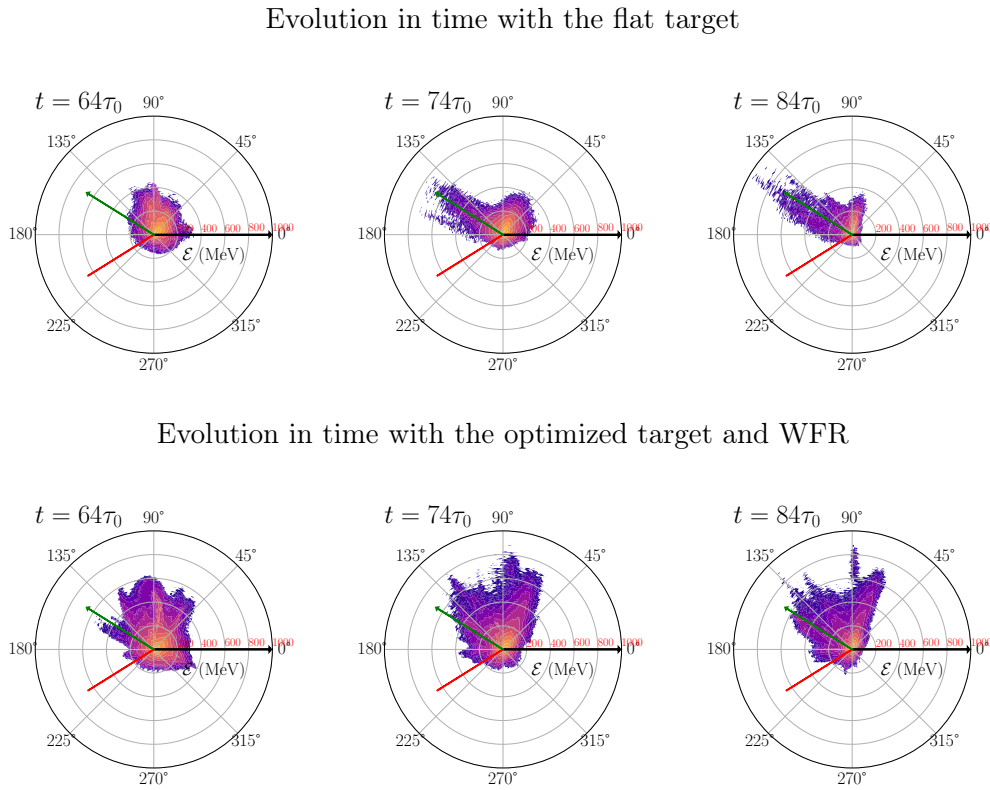 Evolution in time with the flat target
t = 64τ₀ 90° t = 74τ₀ 90° t = 84τ₀ 90°
135° 45° 135° 45° 135° 45°
180° 400 600 800 1000 0° 180° 200 400 600 800 1000 0° 180° 200 400 600 800 1000 0°
ℰ (MeV) ℰ (MeV) ℰ (MeV)
225° 315° 225° 315° 225° 315°
270° 270° 270°
Evolution in time with the optimized target and WFR
t = 64τ₀ 90° t = 74τ₀ 90° t = 84τ₀ 90°
135° 45° 135° 45° 135° 45°
180° 400 600 800 1000 0° 180° 200 400 600 800 1000 0° 180° 200 400 600 800 1000 0°
ℰ (MeV) ℰ (MeV) ℰ (MeV)
225° 315° 225° 315° 225° 315°
270° 270° 270°